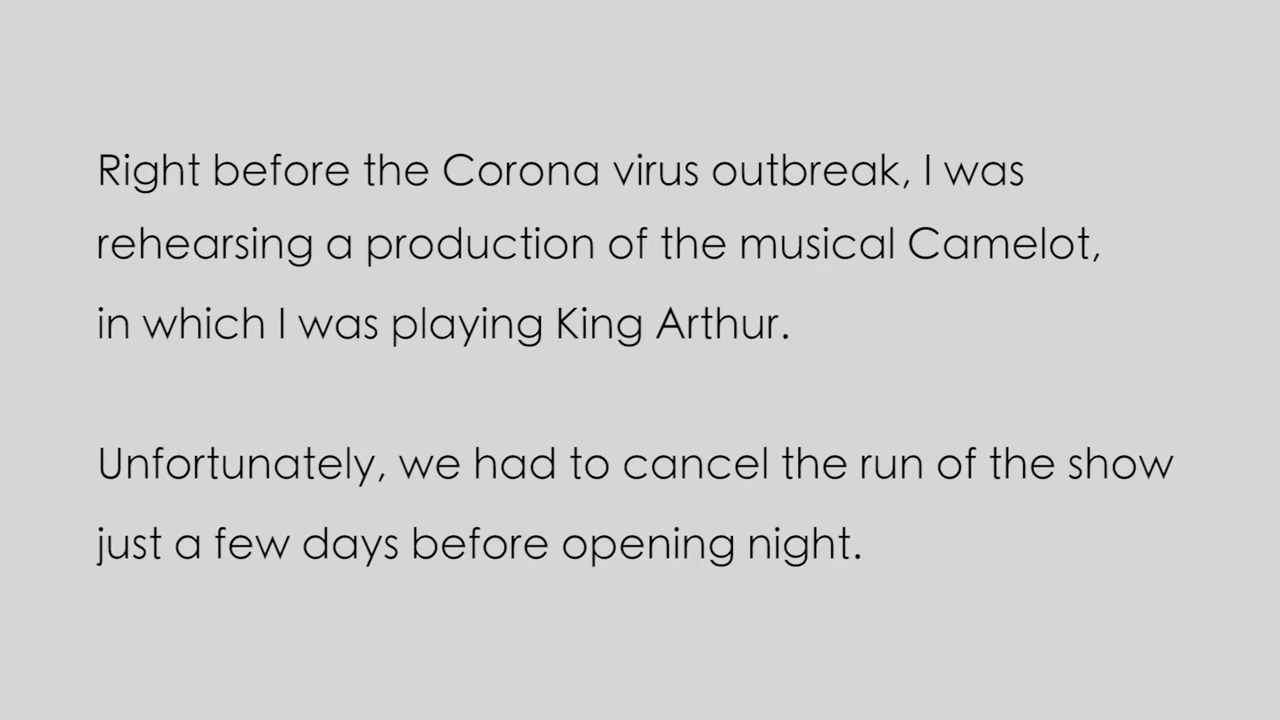 Right before the Corona virus outbreak, I was
rehearsing a production of the musical Camelot,
in which I was playing King Arthur.
Unfortunately, we had to cancel the run of the show
just a few days before opening night.